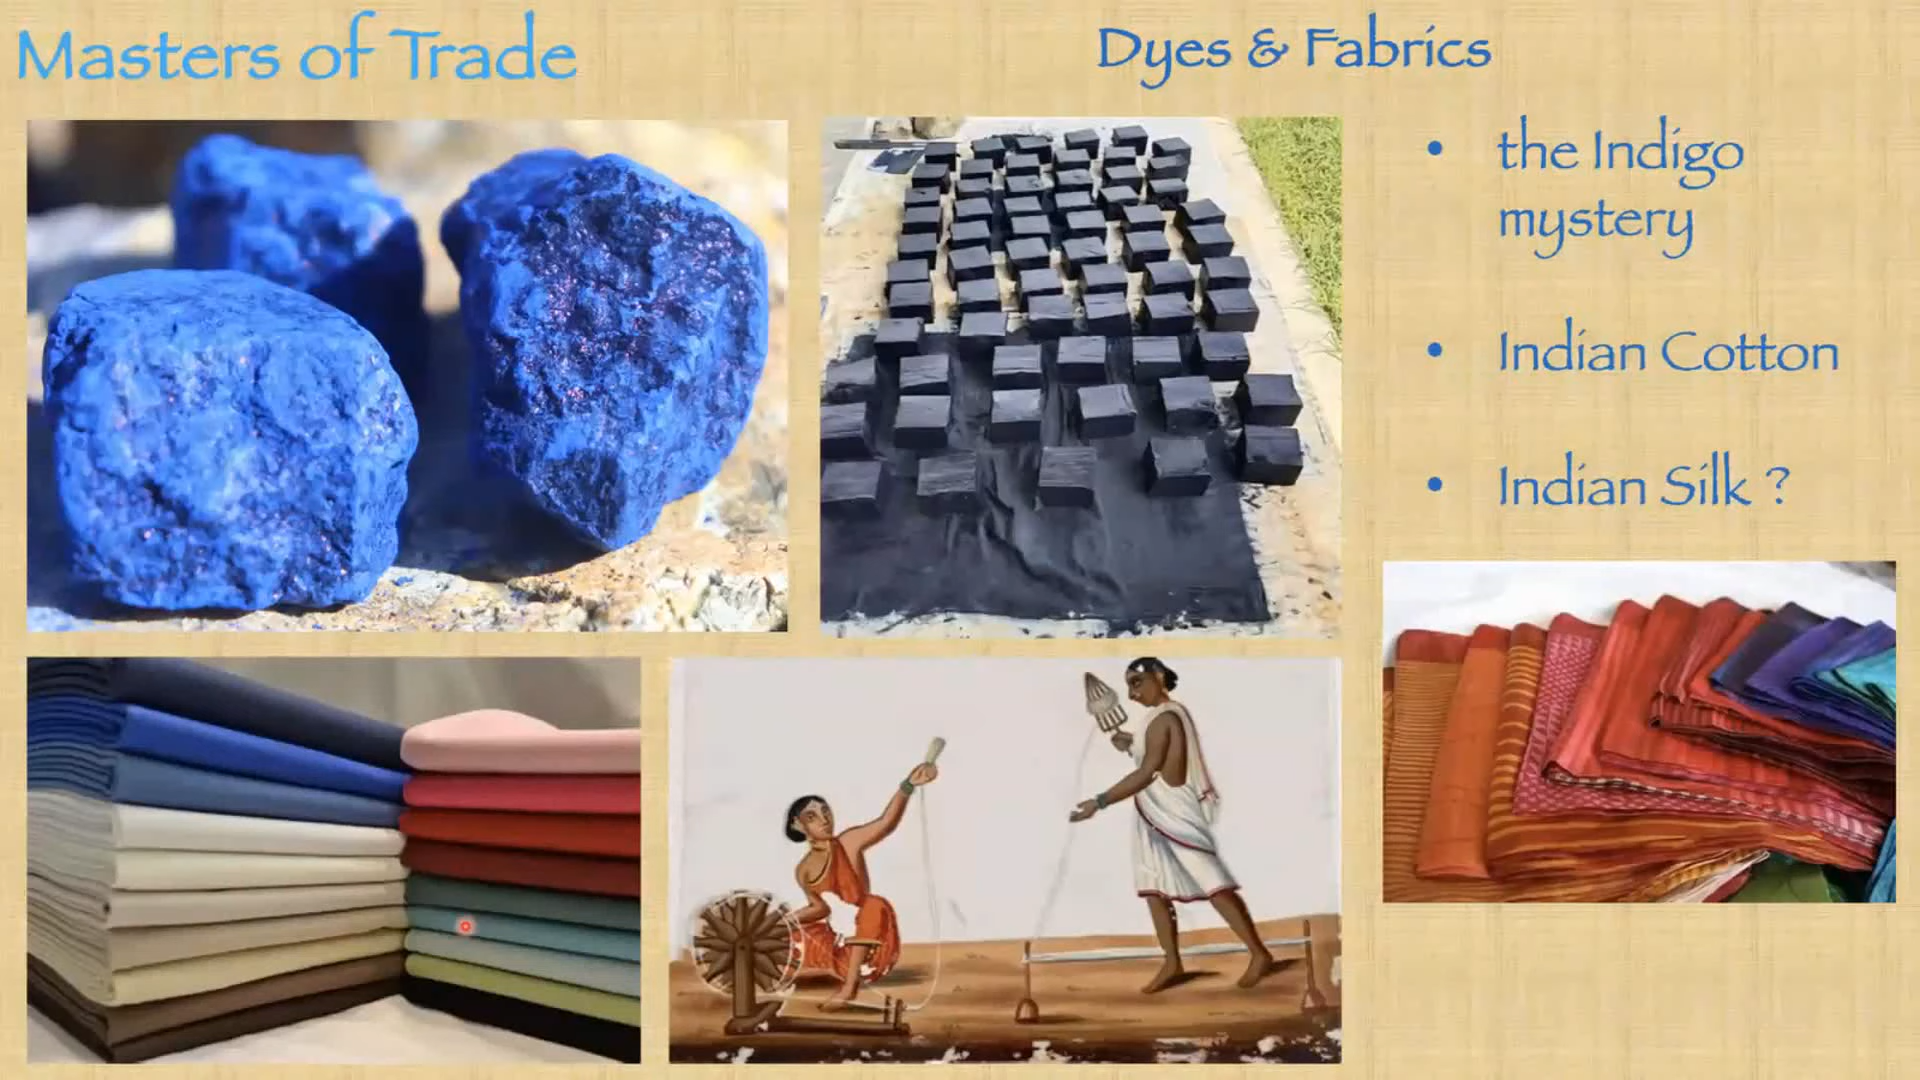 Masters of Trade
Dyes & Fabrics
• the Indigo
mystery
• Indian Cotton
• Indian Silk ?